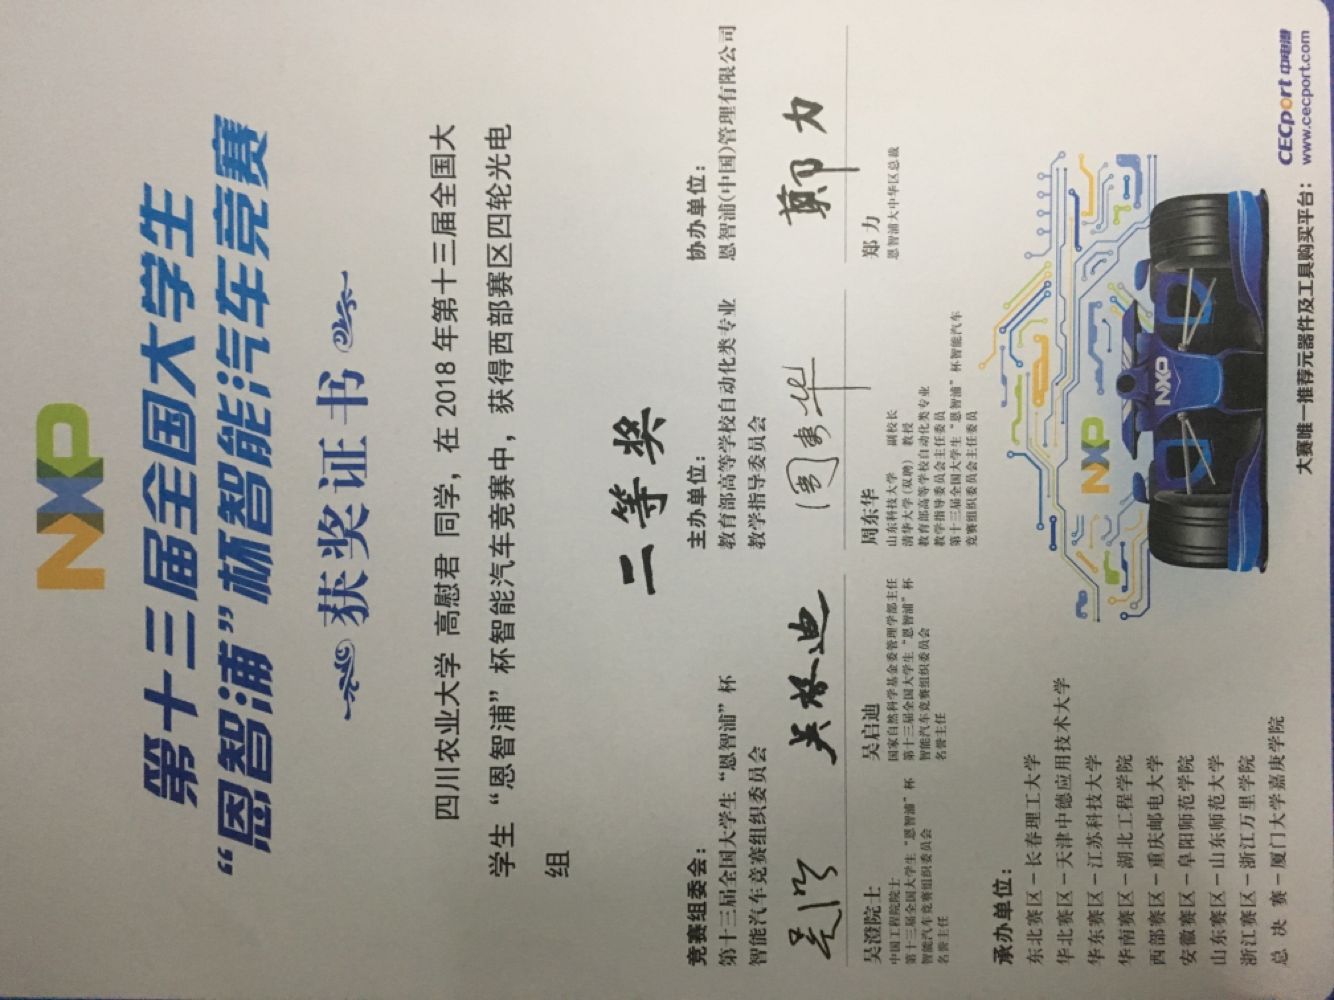 NXP
第十三届全国大学生
“恩智浦”杯智能汽车竞赛
获奖证书
四川农业大学 高慰君 同学，在 2018 年第十三届全国大
学生“恩智浦”杯智能汽车竞赛中，获得西部赛区四轮光电
组
二等奖
竞赛组委会：
第十三届全国大学生“恩智浦”杯
智能汽车竞赛组织委员会
主办单位：
教育部高等学校自动化类专业
教学指导委员会
协办单位：
恩智浦(中国)管理有限公司
吴澄
吴启迪
周东华
鄭力
吴澄院士
中国工程院院士
第十三届全国大学生“恩智浦”杯
智能汽车竞赛组织委员会
名誉主任
吴启迪
国家自然科学基金委管理学部主任
第十三届全国大学生“恩智浦”杯
智能汽车竞赛组织委员会
名誉主任
周东华
山东科技大学 副校长
清华大学(双聘) 教授
教育部高等学校自动化类专业
教学指导委员会主任委员
第十三届全国大学生“恩智浦”杯智能汽车
竞赛组织委员会主任委员
郑 力
恩智浦大中华区总裁
承办单位：
东北赛区－长春理工大学
华北赛区－天津中德应用技术大学
华东赛区－江苏科技大学
华南赛区－湖北工程学院
西部赛区－重庆邮电大学
安徽赛区－阜阳师范学院
山东赛区－山东师范大学
浙江赛区－浙江万里学院
总 决 赛－厦门大学嘉庚学院
NXP
NXP
大赛唯一推荐元器件及工具购买平台：
CECport 中电港
www.cecport.com